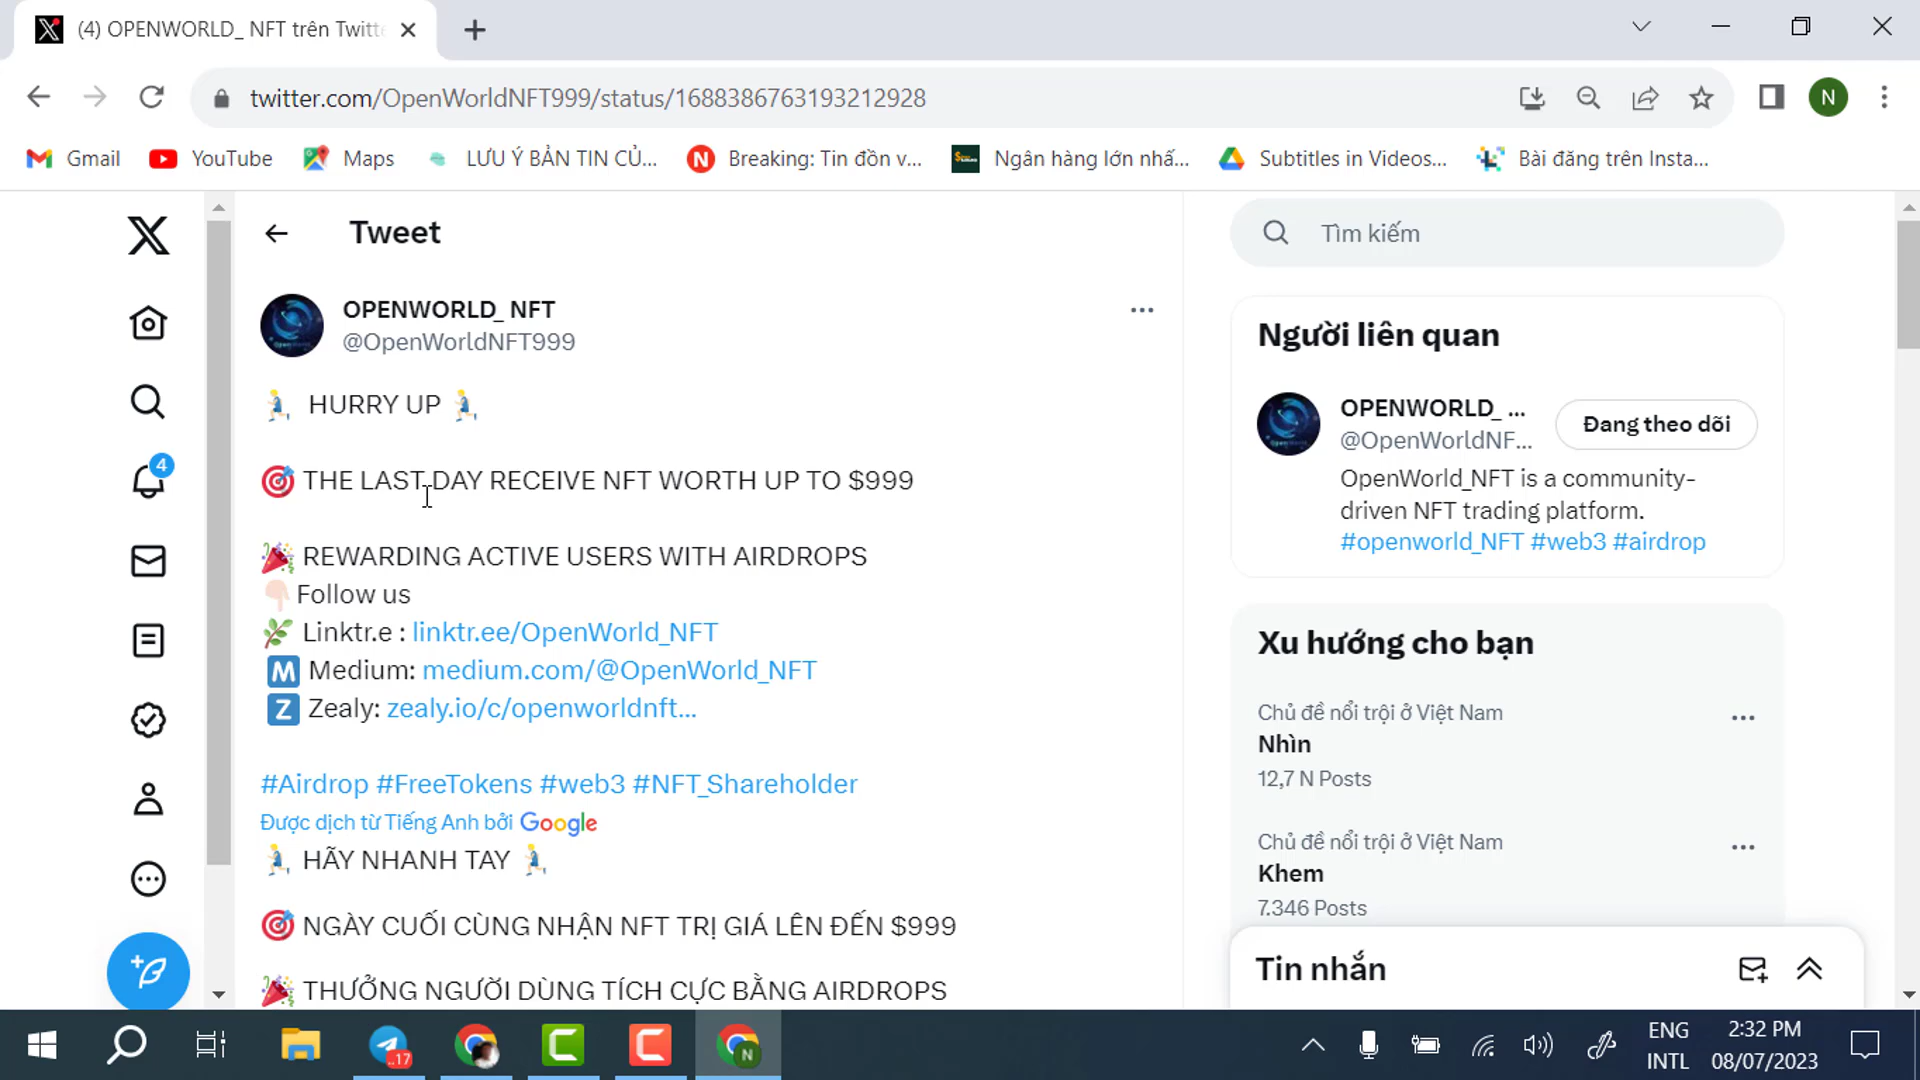 (4) OPENWORLD_ NFT trên Twitte
twitter.com/OpenWorldNFT999/status/1688386763193212928
N
Gmail
YouTube
Maps
LƯU Ý BẢN TIN CỦ...
Breaking: Tin đồn v...
Ngân hàng lớn nhấ...
Subtitles in Videos...
Bài đăng trên Insta...
Tweet
Tìm kiếm
OPENWORLD_ NFT
@OpenWorldNFT999
HURRY UP
THE LAST DAY RECEIVE NFT WORTH UP TO $999
REWARDING ACTIVE USERS WITH AIRDROPS
Follow us
Linktr.e : linktr.ee/OpenWorld_NFT
M Medium: medium.com/@OpenWorld_NFT
Z Zealy: zealy.io/c/openworldnft...
#Airdrop #FreeTokens #web3 #NFT_Shareholder
Được dịch từ Tiếng Anh bởi Google
HÃY NHANH TAY
NGÀY CUỐI CÙNG NHẬN NFT TRỊ GIÁ LÊN ĐẾN $999
THƯỞNG NGƯỜI DÙNG TÍCH CỰC BẰNG AIRDROPS
4
Người liên quan
OPENWORLD_ ...
@OpenWorldNF...
Đang theo dõi
OpenWorld_NFT is a community-
driven NFT trading platform.
#openworld_NFT #web3 #airdrop
Xu hướng cho bạn
Chủ đề nổi trội ở Việt Nam
Nhìn
12,7 N Posts
Chủ đề nổi trội ở Việt Nam
Khem
7.346 Posts
Tin nhắn
..17
N
ENG
INTL
2:32 PM
08/07/2023